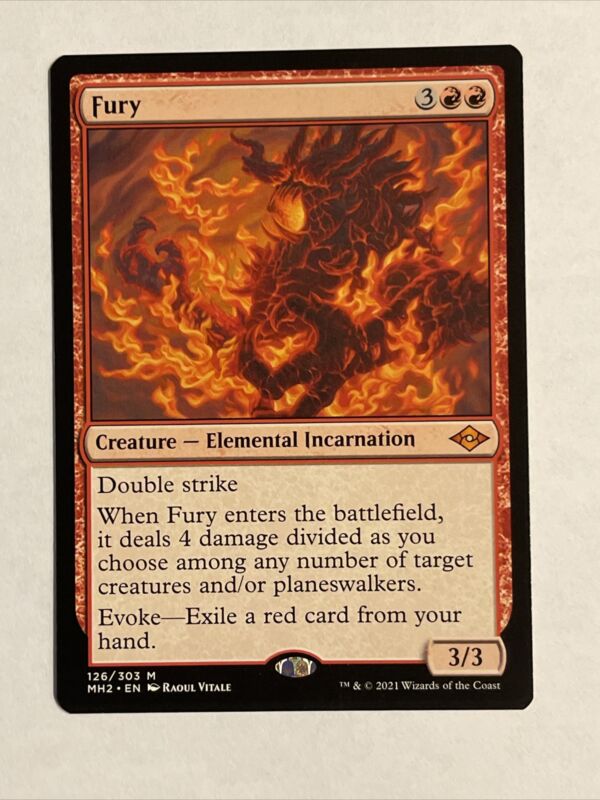 Fury 3
Creature — Elemental Incarnation
Double strike
When Fury enters the battlefield,
it deals 4 damage divided as you
choose among any number of target
creatures and/or planeswalkers.
Evoke—Exile a red card from your
hand.
3/3
126/303 M
MH2 • EN RAOUL VITALE
™ & © 2021 Wizards of the Coast